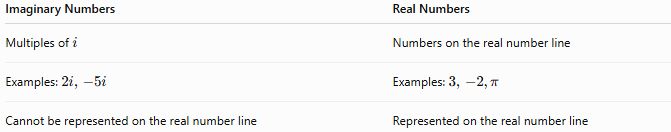 Imaginary Numbers Real Numbers
Multiples of i Numbers on the real number line
Examples: 2i, −5i Examples: 3, −2, π
Cannot be represented on the real number line Represented on the real number line